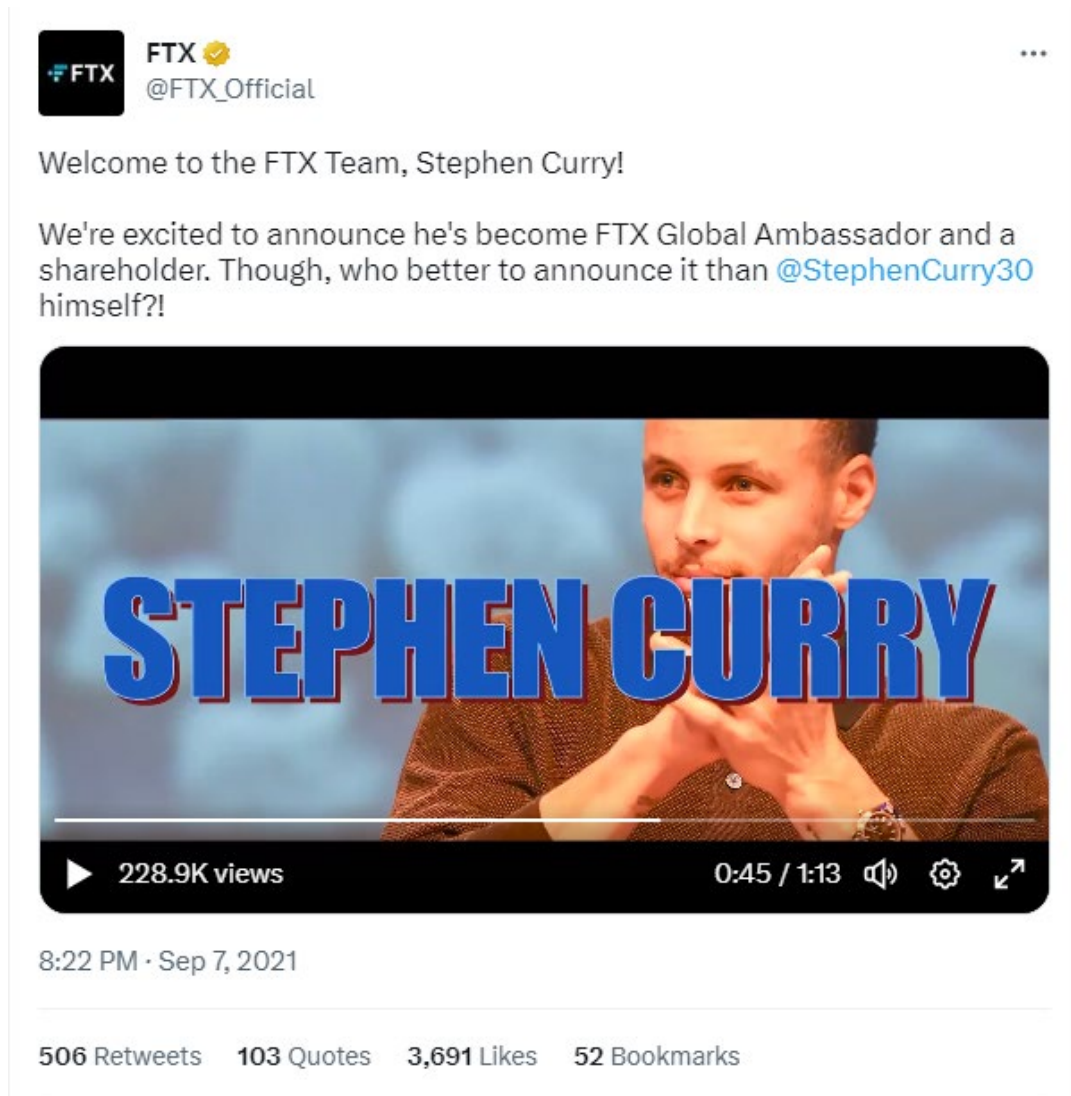 FTX
FTX
@FTX_Official
Welcome to the FTX Team, Stephen Curry!
We're excited to announce he's become FTX Global Ambassador and a
shareholder. Though, who better to announce it than @StephenCurry30
himself?!
STEPHEN CURRY
228.9K views
0:45 / 1:13
8:22 PM · Sep 7, 2021
506 Retweets 103 Quotes 3,691 Likes 52 Bookmarks